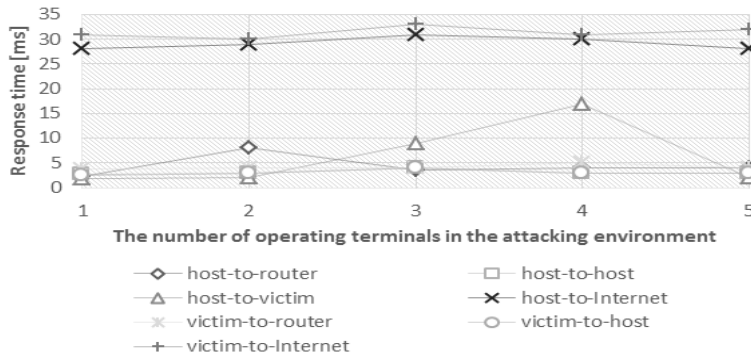 35
30
25
20
15
10
5
0
Response time [ms]
1 2 3 4 5
The number of operating terminals in the attacking environment
host-to-router host-to-host
host-to-victim host-to-Internet
victim-to-router victim-to-host
victim-to-Internet